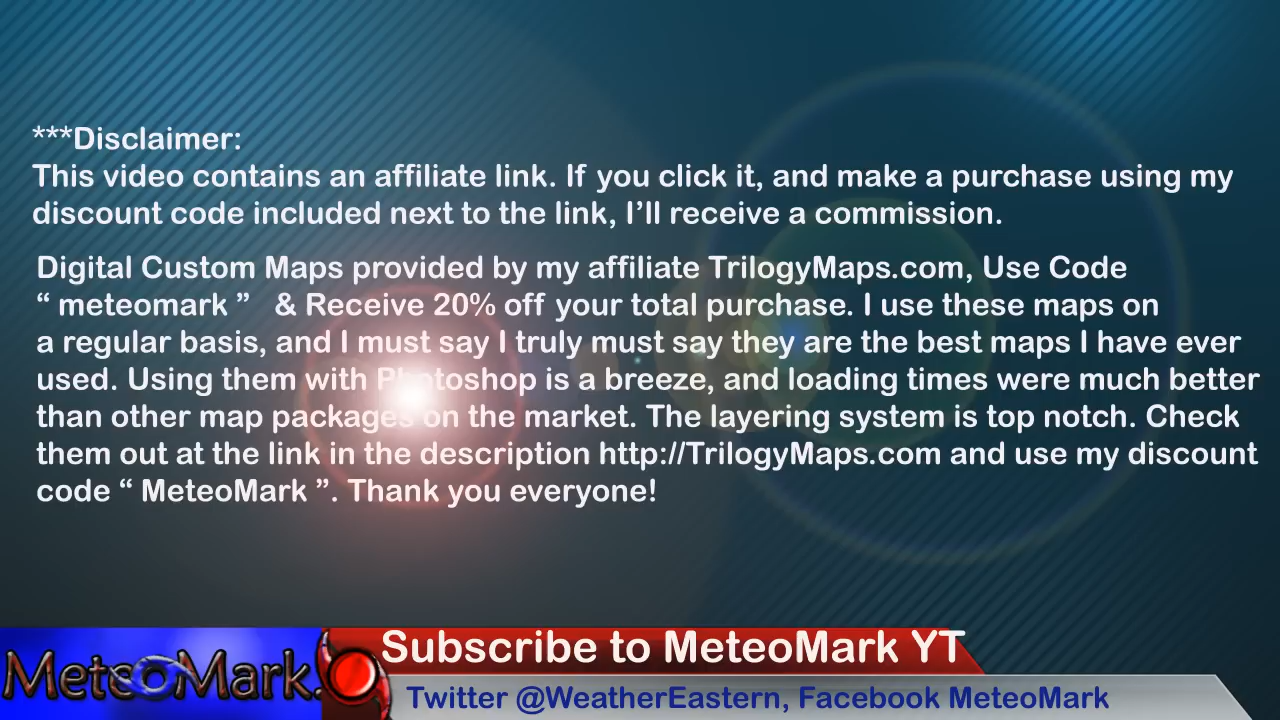 ***Disclaimer:
This video contains an affiliate link. If you click it, and make a purchase using my
discount code included next to the link, I'll receive a commission.
Digital Custom Maps provided by my affiliate TrilogyMaps.com, Use Code
“ meteomark ” & Receive 20% off your total purchase. I use these maps on
a regular basis, and I must say I truly must say they are the best maps I have ever
used. Using them with Photoshop is a breeze, and loading times were much better
than other map packages on the market. The layering system is top notch. Check
them out at the link in the description http://TrilogyMaps.com and use my discount
code “ MeteoMark ”. Thank you everyone!
Subscribe to MeteoMark YT
MeteoMark.
Twitter @WeatherEastern, Facebook MeteoMark